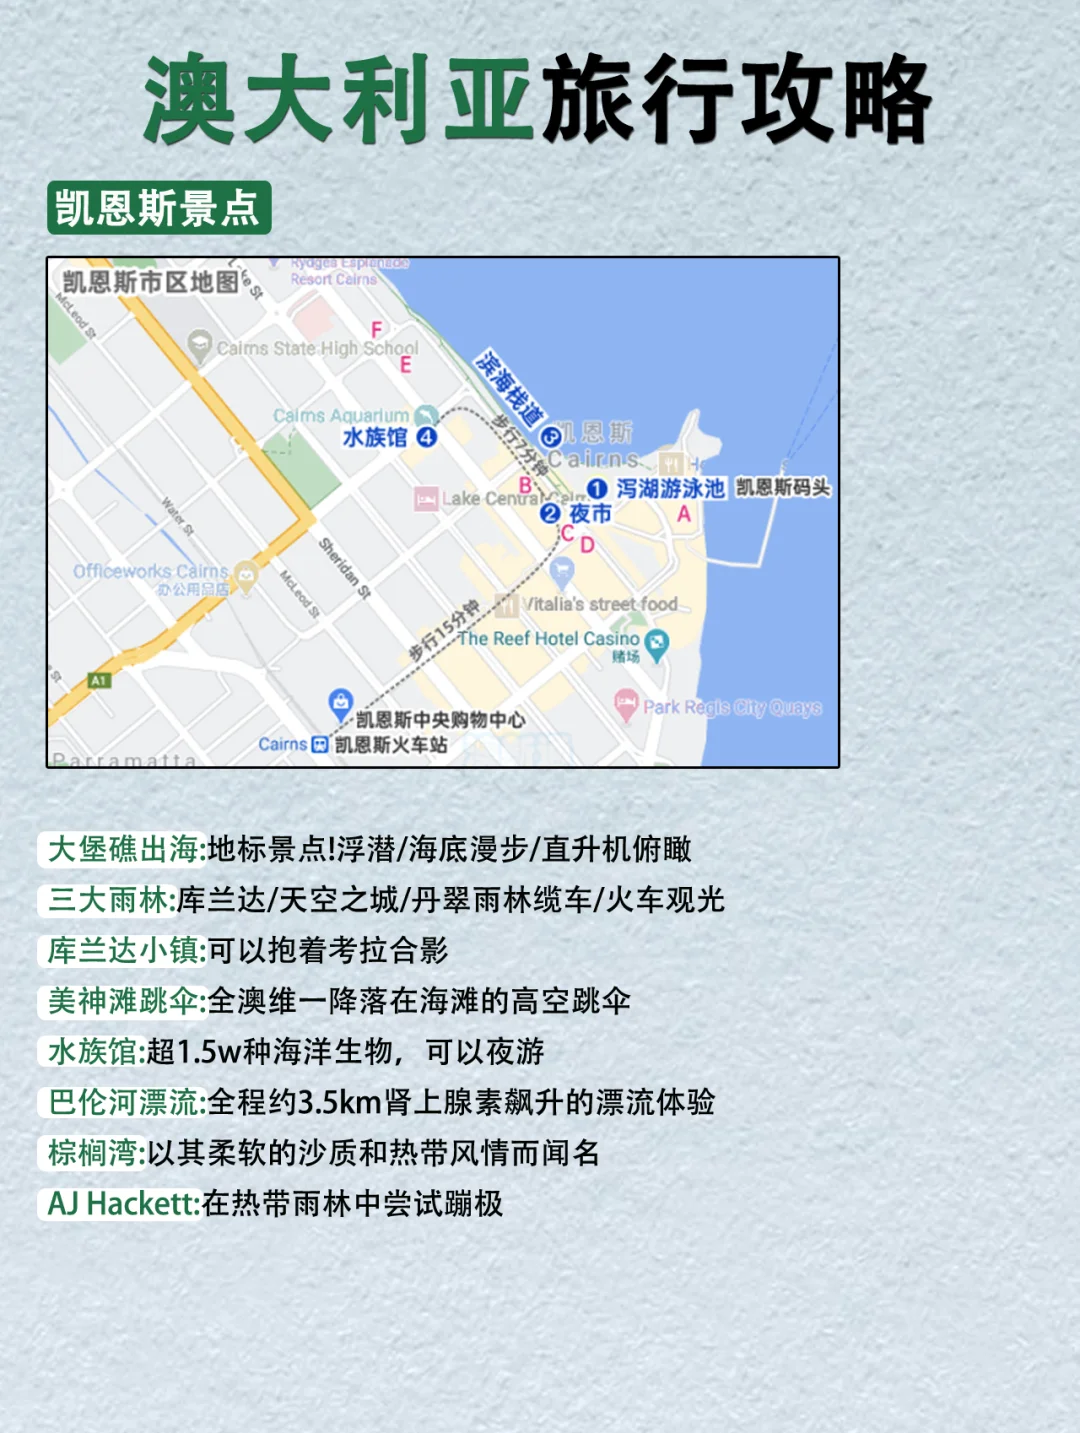 澳大利亚旅行攻略
凯恩斯景点
凯恩斯市区地图
Lake St
Rydges Esplanade
Resort Cairns
McLeod St
F
Cairns State High School
E
滨海栈道
Cairns Aquarium
水族馆 4
步行7分钟
3
凯恩斯
Cairns
B
Lake Central Cairn
1 泻湖游泳池
凯恩斯码头
2 夜市
A
C
D
Water St
Sheridan St
Officeworks Cairns
办公用品店
McLeod St
Vitalia's street food
步行15分钟
The Reef Hotel Casino
赌场
A1
Park Regis City Quays
凯恩斯中央购物中心
Cairns 凯恩斯火车站
Parramatta
大堡礁出海:地标景点!浮潜/海底漫步/直升机俯瞰
三大雨林:库兰达/天空之城/丹翠雨林缆车/火车观光
库兰达小镇:可以抱着考拉合影
美神滩跳伞:全澳维一降落在海滩的高空跳伞
水族馆:超1.5w种海洋生物，可以夜游
巴伦河漂流:全程约3.5km肾上腺素飙升的漂流体验
棕榈湾:以其柔软的沙质和热带风情而闻名
AJ Hackett:在热带雨林中尝试蹦极